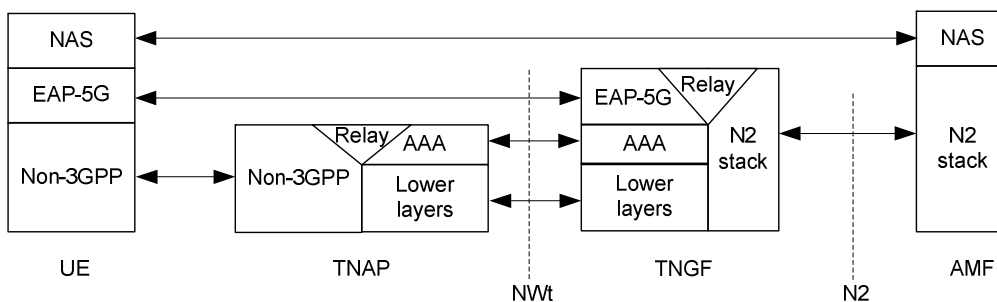 NAS
NAS
EAP-5G
EAP-5G
Relay
Relay
AAA
AAA
N2
stack
N2
stack
Non-3GPP
Non-3GPP
Lower
layers
Lower
layers
UE
TNAP
TNGF
AMF
NWt
N2